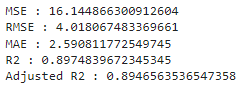 MSE : 16.144866300912604
RMSE : 4.018067483369661
MAE : 2.590811772549745
R2 : 0.8974839672345345
Adjusted R2 : 0.8946563536547358